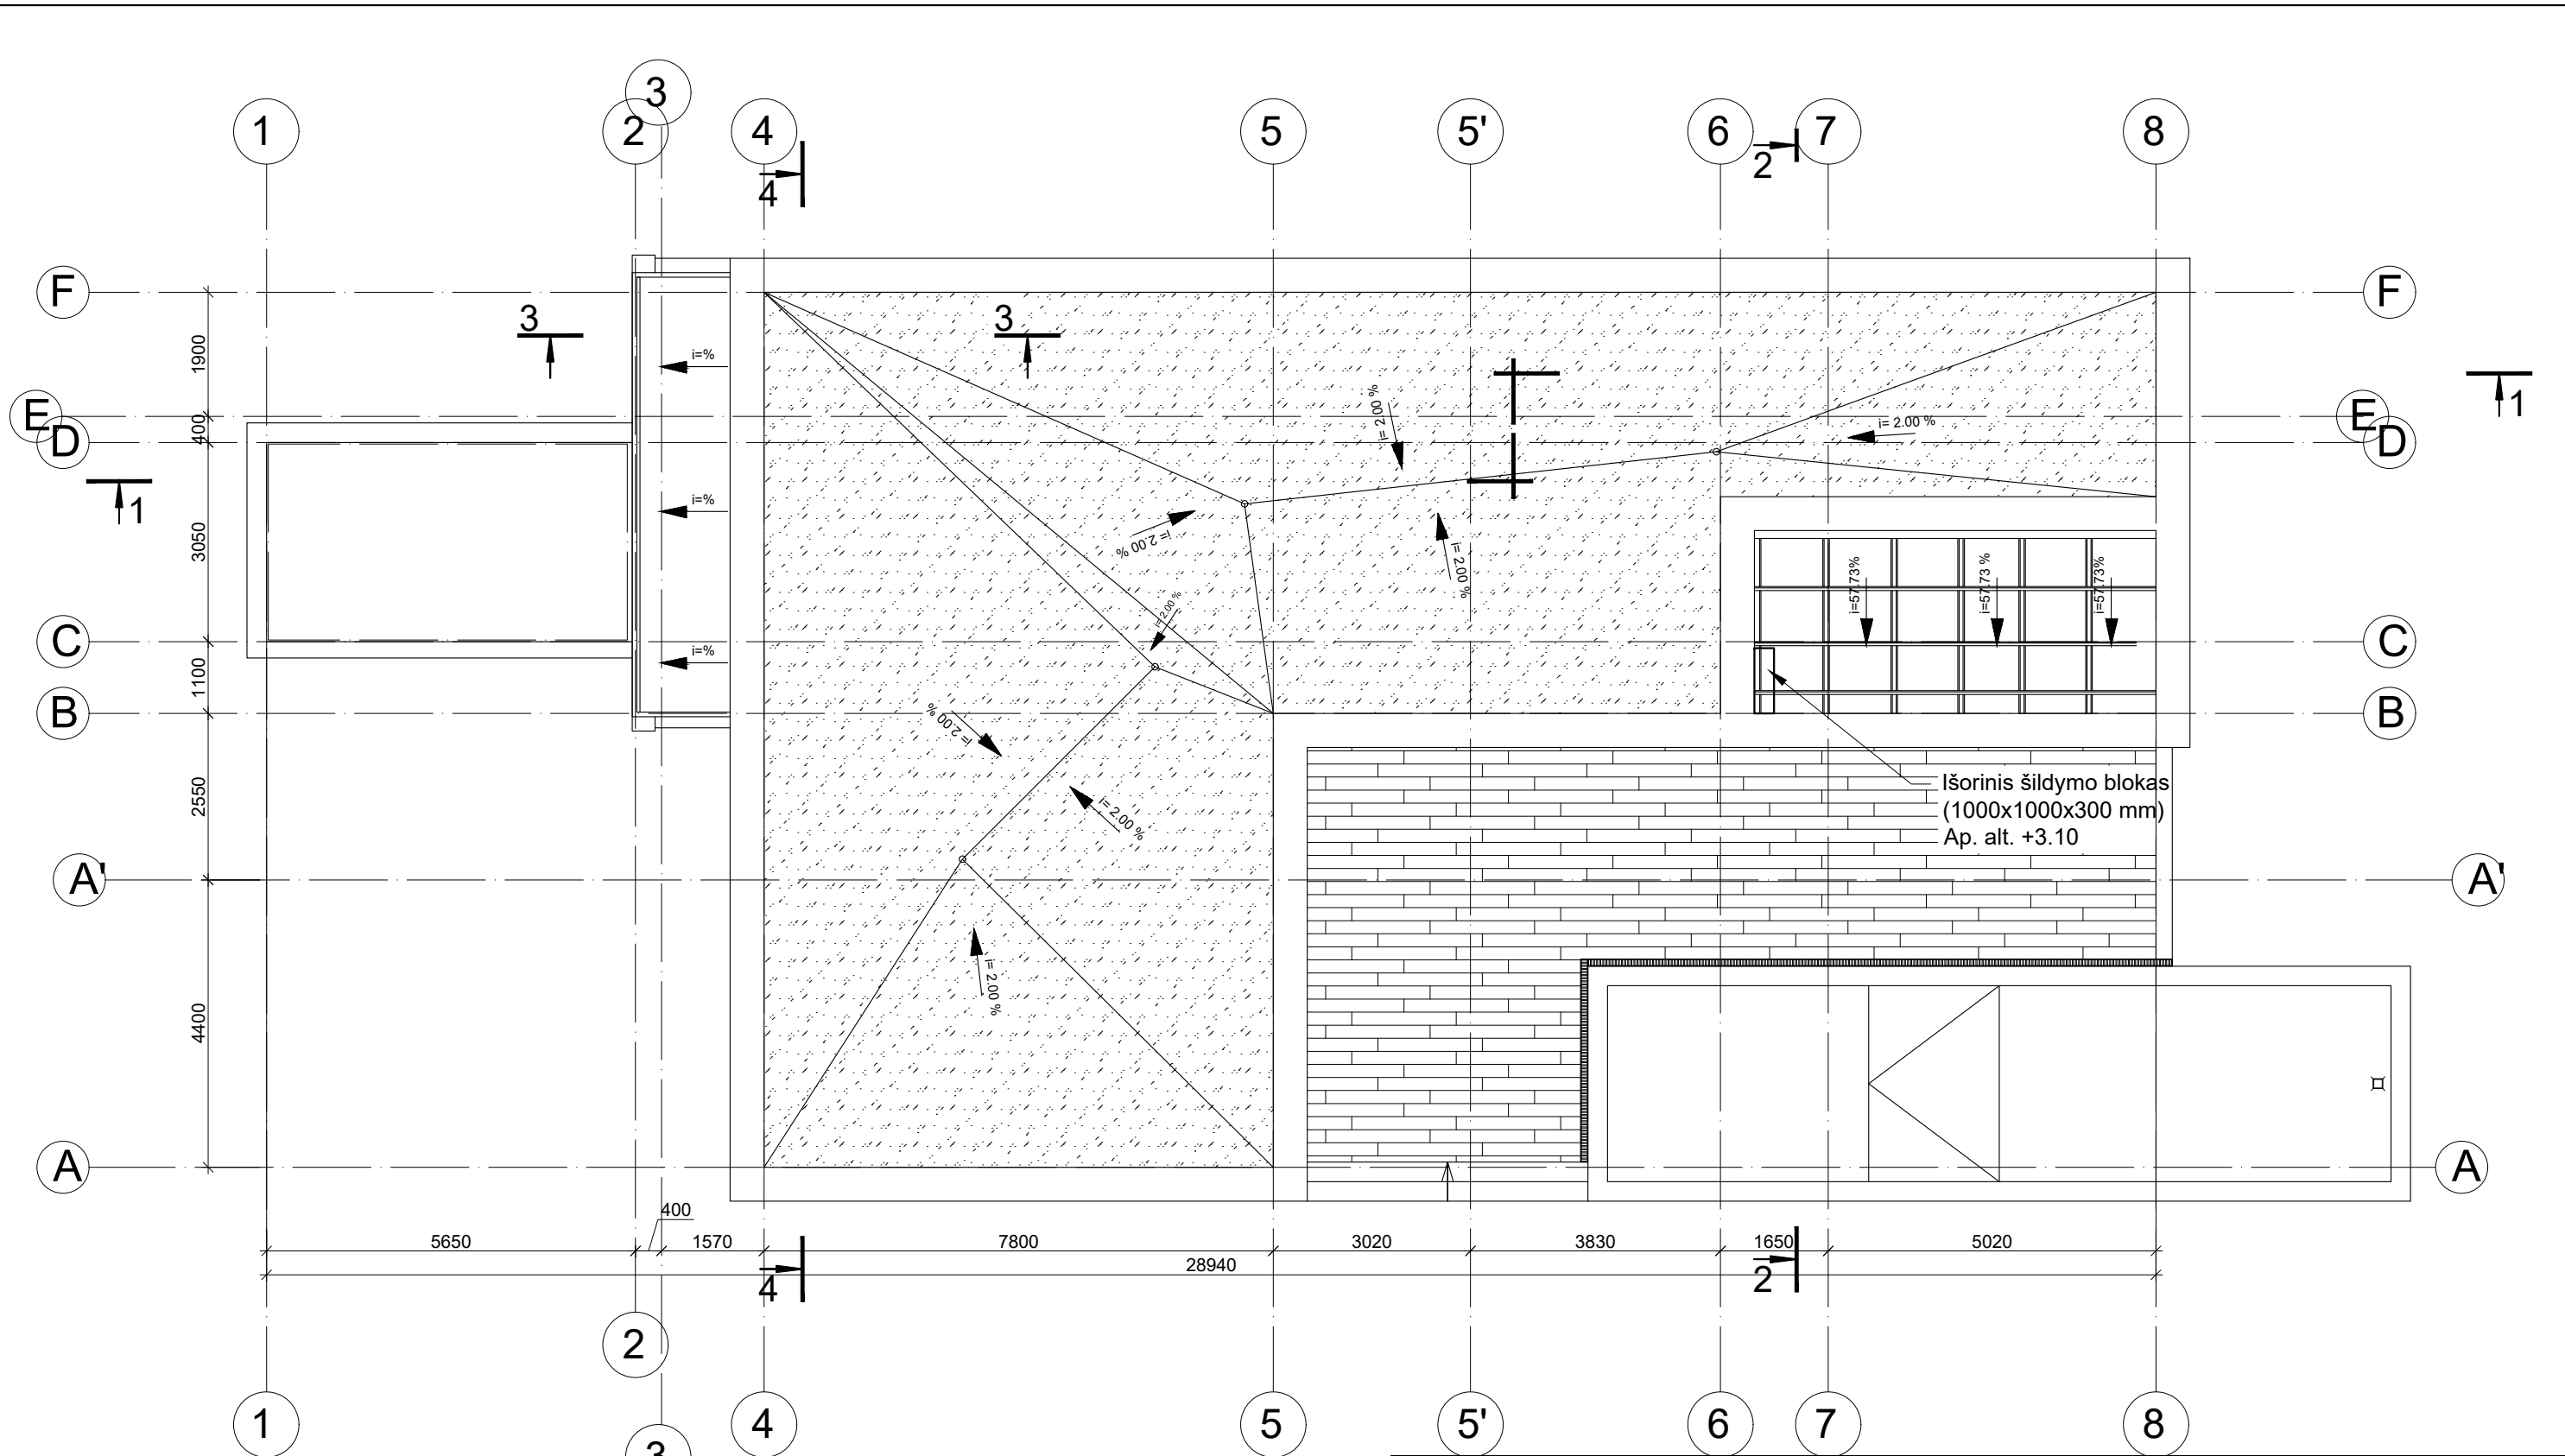 3
1
2
4
5
5'
6
7
8
4
2
F
F
3
3
1900
i=%
i= 2.00 %
i= 2.00 %
E
E
1
400
D
D
i=%
1
3050
i= 2.00 %
i= 2.00 %
i=57.73%
i=57.73 %
i=57.73%
i= 2.00 %
C
C
i=%
1100
B
B
i= 2.00 %
2550
Išorinis šildymo blokas
(1000x1000x300 mm)
Ap. alt. +3.10
i= 2.00 %
A'
A'
i= 2.00 %
4400
A
A
400
5650
1570
7800
3020
3830
1650
5020
28940
4
2
2
1
3
4
5
5'
6
7
8